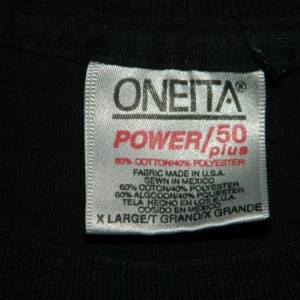 ONEITA®
POWER/50
plus
60% COTTON/40% POLYESTER
FABRIC MADE IN U.S.A.
SEWN IN MEXICO
60% COTON/40% POLYESTER
60% ALGODON/40% POLYESTER
TELA HECHO EN LOS E.U.
COSIDO EN MEXICO
X LARGE/T GRAND/X GRANDE